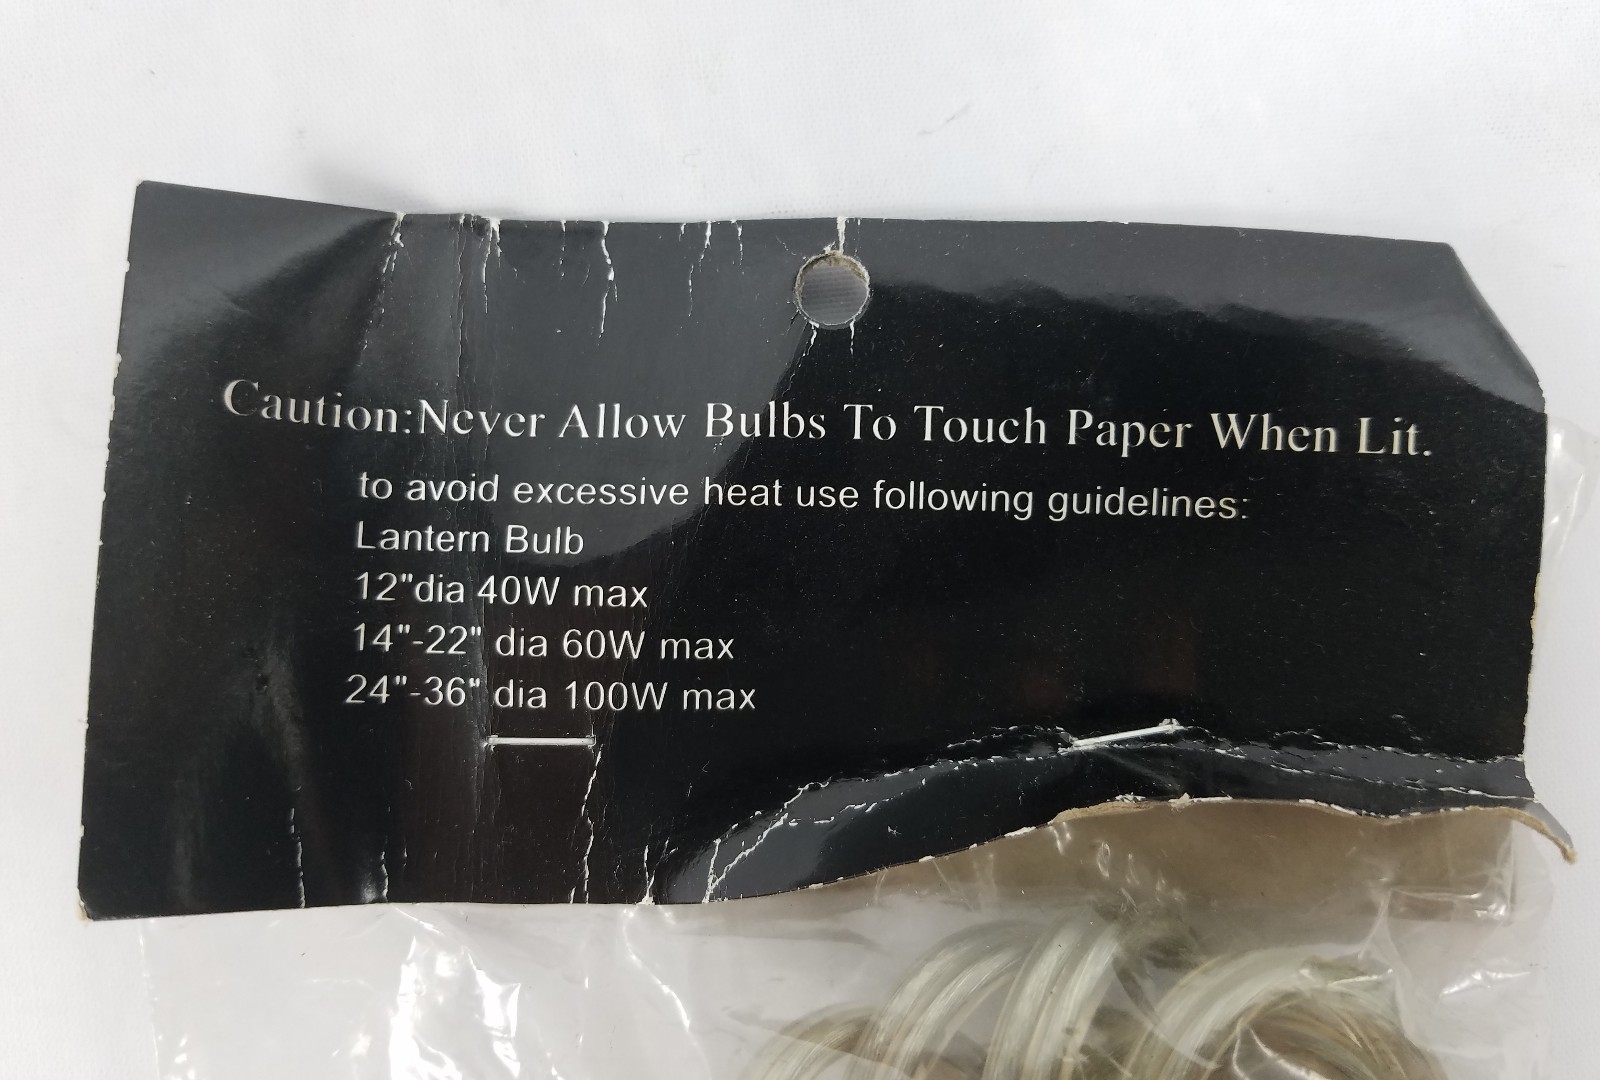 Caution:Never Allow Bulbs To Touch Paper When Lit.
to avoid excessive heat use following guidelines:
Lantern Bulb
12"dia 40W max
14"-22" dia 60W max
24"-36" dia 100W max